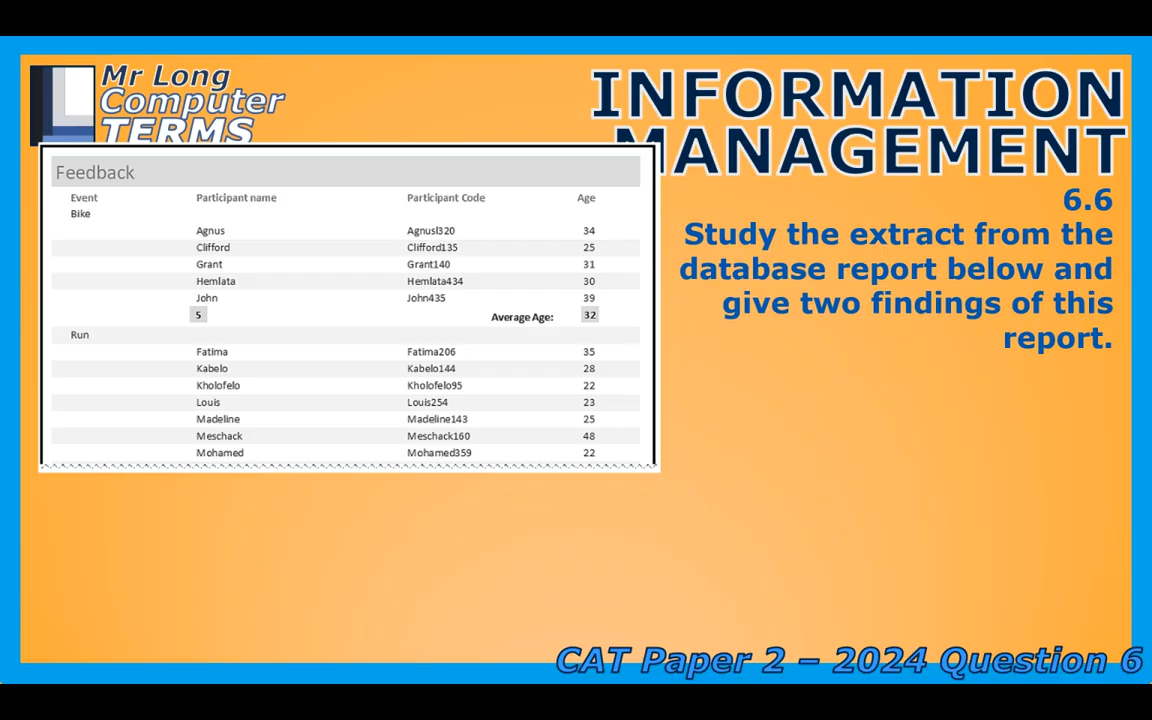 Mr Long
Computer
TERMS
INFORMATION
MANAGEMENT
Feedback
Event Participant name Participant Code Age
Bike
Agnus Agnusl320 34
Clifford Clifford135 25
Grant Grant140 31
Hemlata Hemlata434 30
John John435 39
5 Average Age: 32
Run
Fatima Fatima206 35
Kabelo Kabelo144 28
Kholofelo Kholofelo95 22
Louis Louis254 23
Madeline Madeline143 25
Meschack Meschack160 48
Mohamed Mohamed359 22
6.6
Study the extract from the
database report below and
give two findings of this
report.
CAT Paper 2 – 2024 Question 6